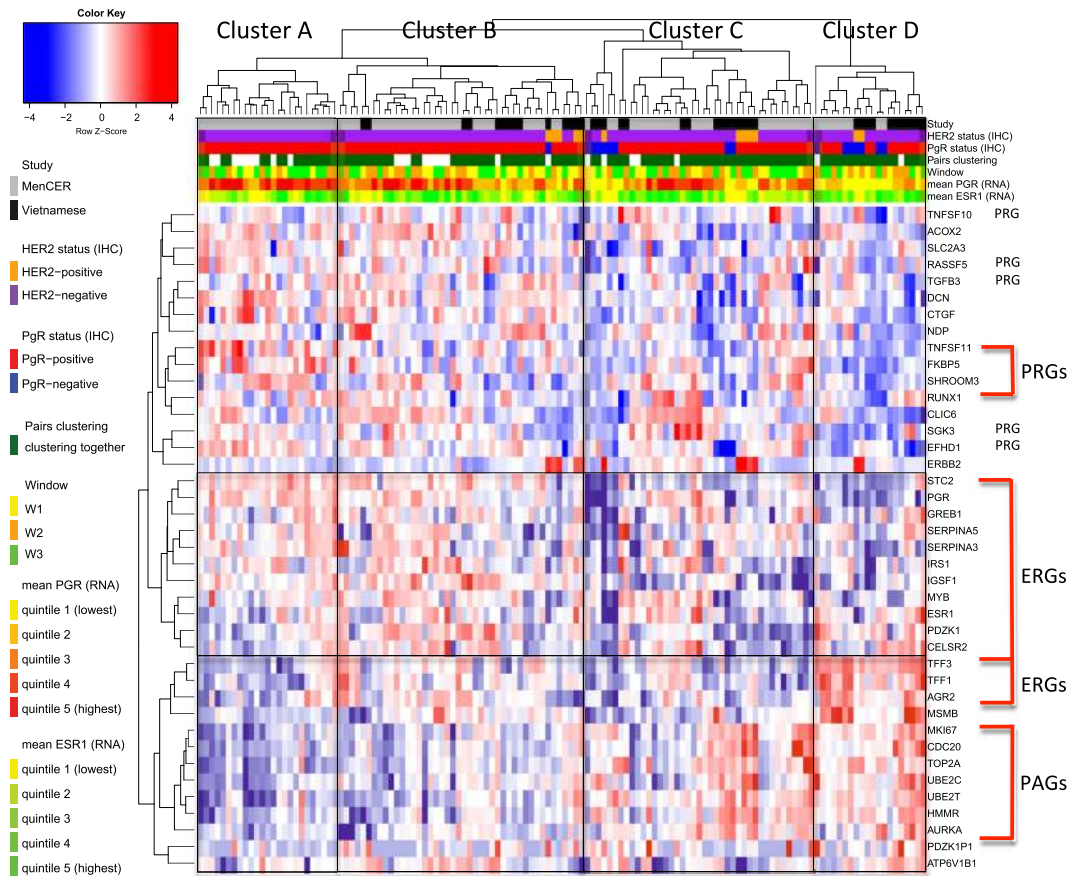 Color Key
Cluster A
Cluster B
Cluster C
Cluster D
−4 −2 0 2 4
Row Z−Score
Study
MenCER
Vietnamese
HER2 status (IHC)
HER2−positive
HER2−negative
PgR status (IHC)
PgR−positive
PgR−negative
Pairs clustering
clustering together
Window
W1
W2
W3
mean PGR (RNA)
quintile 1 (lowest)
quintile 2
quintile 3
quintile 4
quintile 5 (highest)
mean ESR1 (RNA)
quintile 1 (lowest)
quintile 2
quintile 3
quintile 4
quintile 5 (highest)
Study
HER2 status (IHC)
PgR status (IHC)
Pairs clustering
Window
mean PGR (RNA)
mean ESR1 (RNA)
TNFSF10 PRG
ACOX2
SLC2A3
RASSF5 PRG
TGFB3 PRG
DCN
CTGF
NDP
TNFSF11
FKBP5
PRGs
SHROOM3
RUNX1
CLIC6
SGK3 PRG
EFHD1 PRG
ERBB2
STC2
PGR
GREB1
SERPINA5
SERPINA3
IRS1
ERGs
IGSF1
MYB
ESR1
PDZK1
CELSR2
TFF3
TFF1
ERGs
AGR2
MSMB
MKI67
CDC20
TOP2A
UBE2C
PAGs
UBE2T
HMMR
AURKA
PDZK1P1
ATP6V1B1